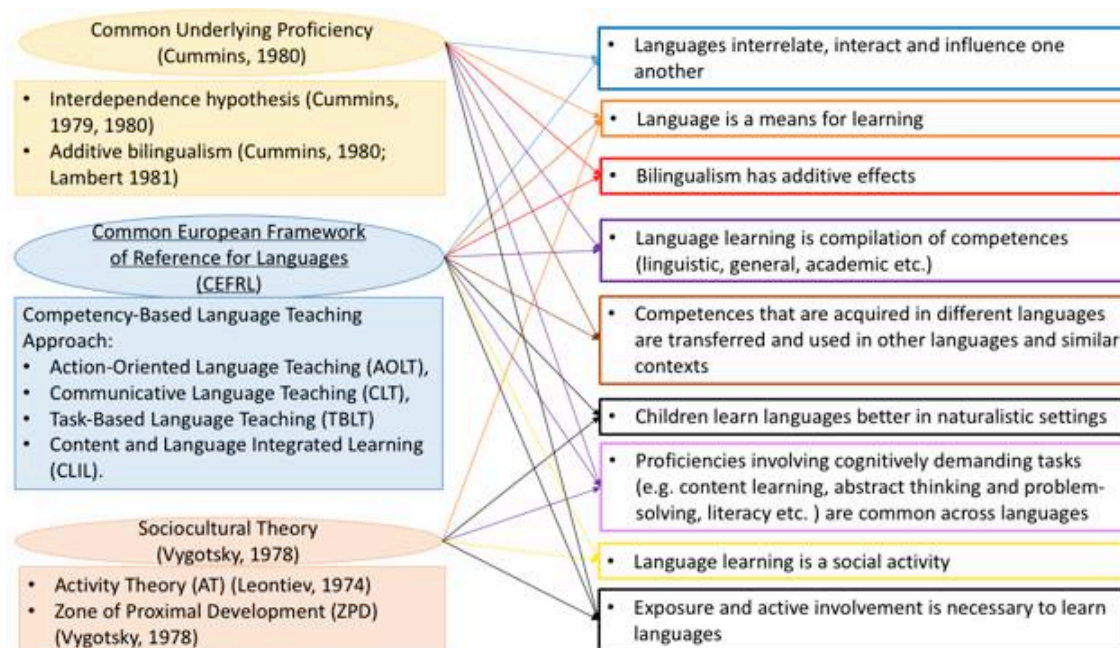 Common Underlying Proficiency
(Cummins, 1980)
• Interdependence hypothesis (Cummins,
1979, 1980)
• Additive bilingualism (Cummins, 1980;
Lambert 1981)
Common European Framework
of Reference for Languages
(CEFRL)
Competency-Based Language Teaching
Approach:
• Action-Oriented Language Teaching (AOLT),
• Communicative Language Teaching (CLT),
• Task-Based Language Teaching (TBLT)
• Content and Language Integrated Learning
(CLIL).
Sociocultural Theory
(Vygotsky, 1978)
• Activity Theory (AT) (Leontiev, 1974)
• Zone of Proximal Development (ZPD)
(Vygotsky, 1978)
• Languages interrelate, interact and influence one
another
• Language is a means for learning
• Bilingualism has additive effects
• Language learning is compilation of competences
(linguistic, general, academic etc.)
• Competences that are acquired in different languages
are transferred and used in other languages and similar
contexts
• Children learn languages better in naturalistic settings
• Proficiencies involving cognitively demanding tasks
(e.g. content learning, abstract thinking and problem-
solving, literacy etc. ) are common across languages
• Language learning is a social activity
• Exposure and active involvement is necessary to learn
languages